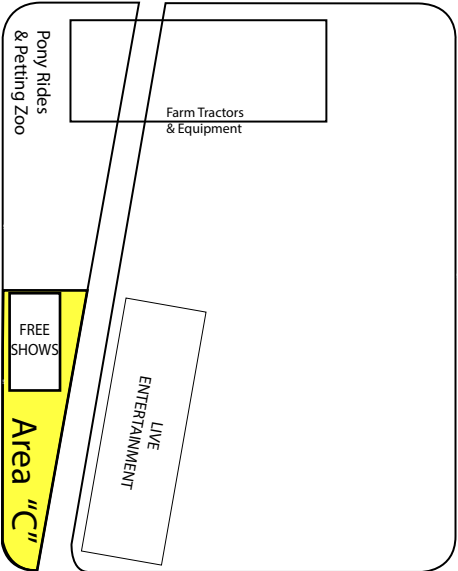 Pony Rides
& Petting Zoo
Farm Tractors
& Equipment
FREE
SHOWS
LIVE
ENTERTAINMENT
Area "C"